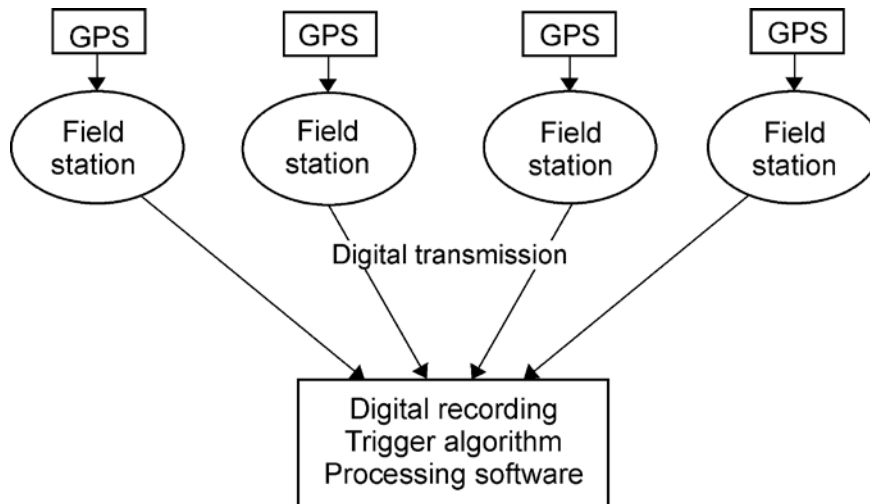 GPS
GPS
GPS
GPS
Field
station
Field
station
Field
station
Field
station
Digital transmission
Digital recording
Trigger algorithm
Processing software